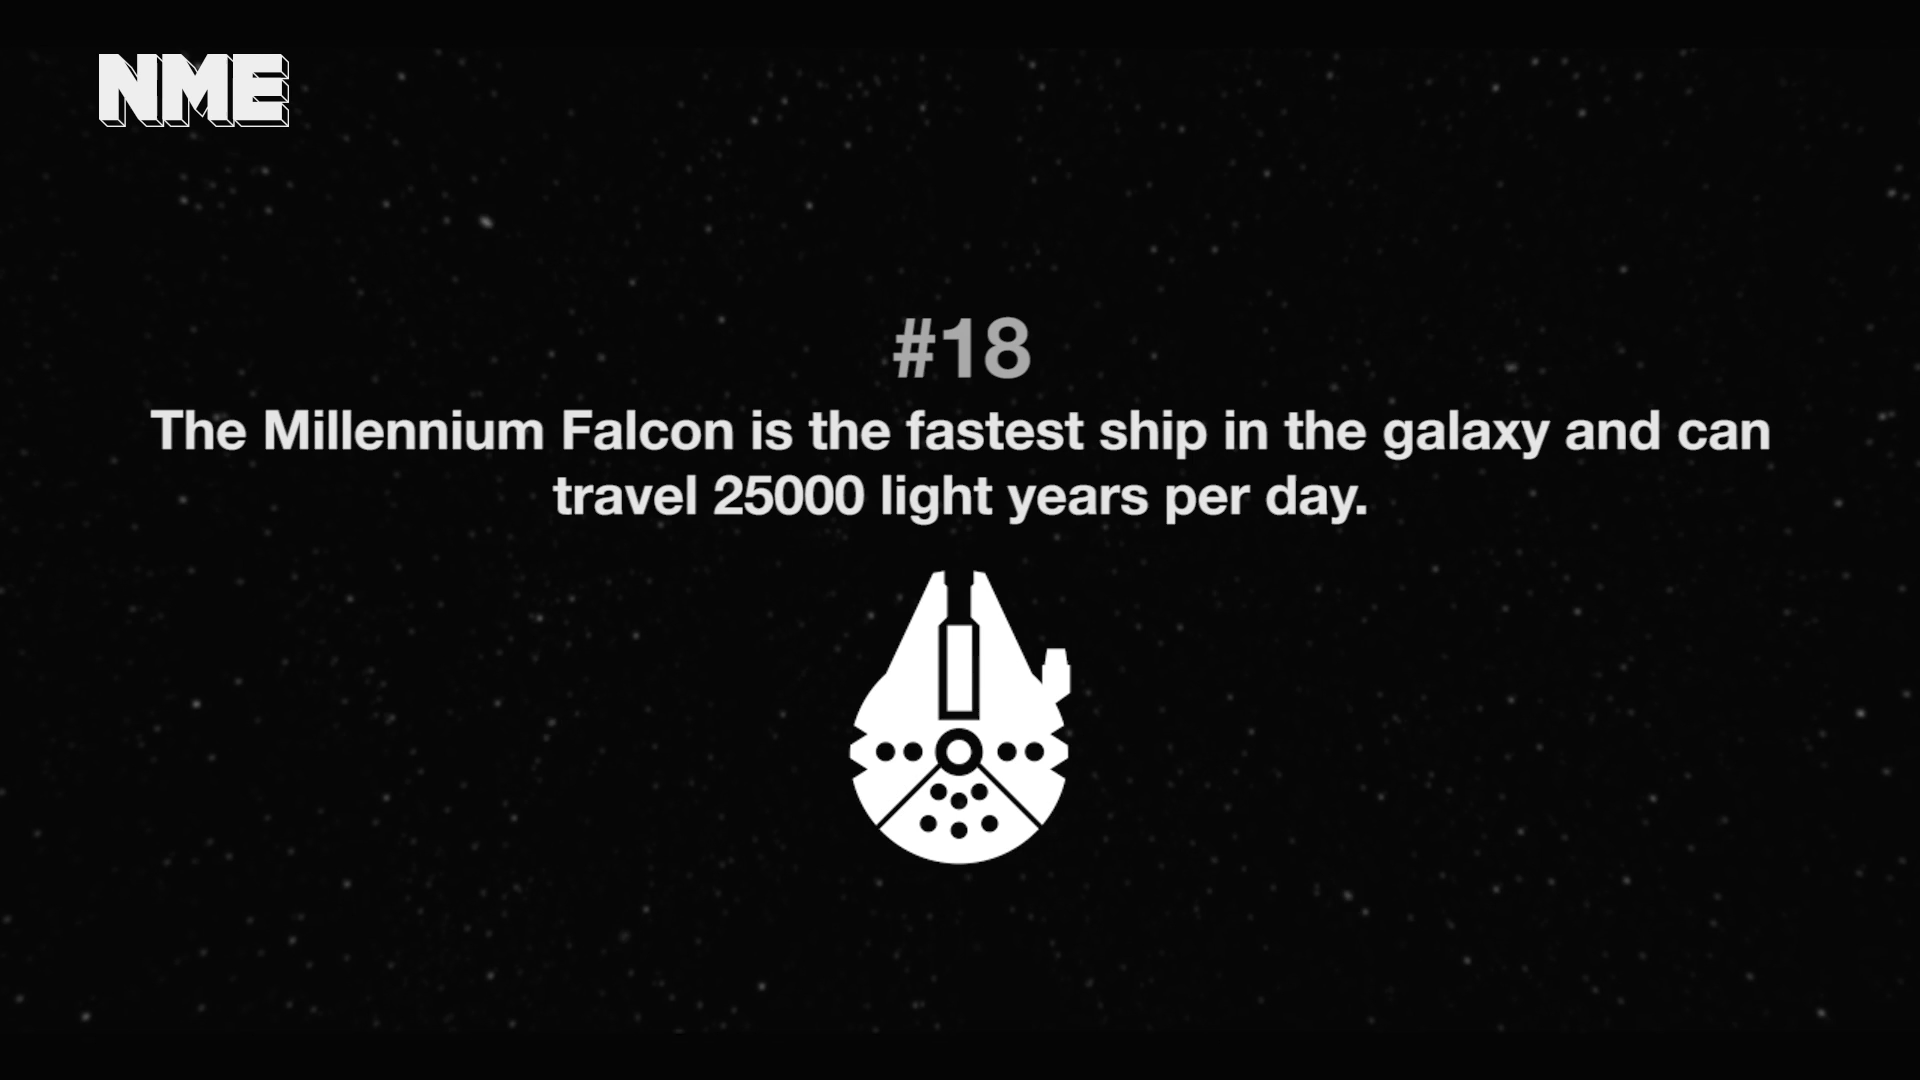 NME
#18
The Millennium Falcon is the fastest ship in the galaxy and can
travel 25000 light years per day.